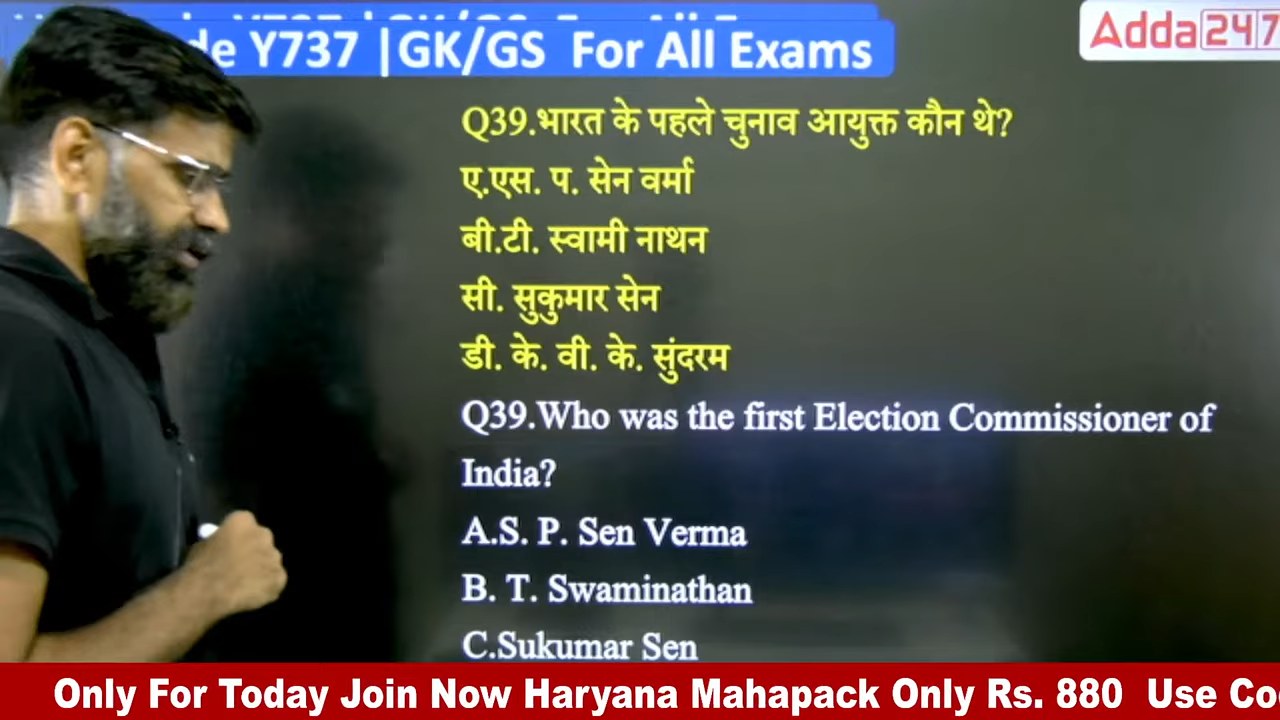 de Y737 |GK/GS For All Exams
Adda247
Q39.भारत के पहले चुनाव आयुक्त कौन थे?
ए.एस. प. सेन वर्मा
बी.टी. स्वामी नाथन
सी. सुकुमार सेन
डी. के. वी. के. सुंदरम
Q39.Who was the first Election Commissioner of
India?
A.S. P. Sen Verma
B. T. Swaminathan
C.Sukumar Sen
Only For Today Join Now Haryana Mahapack Only Rs. 880 Use Co